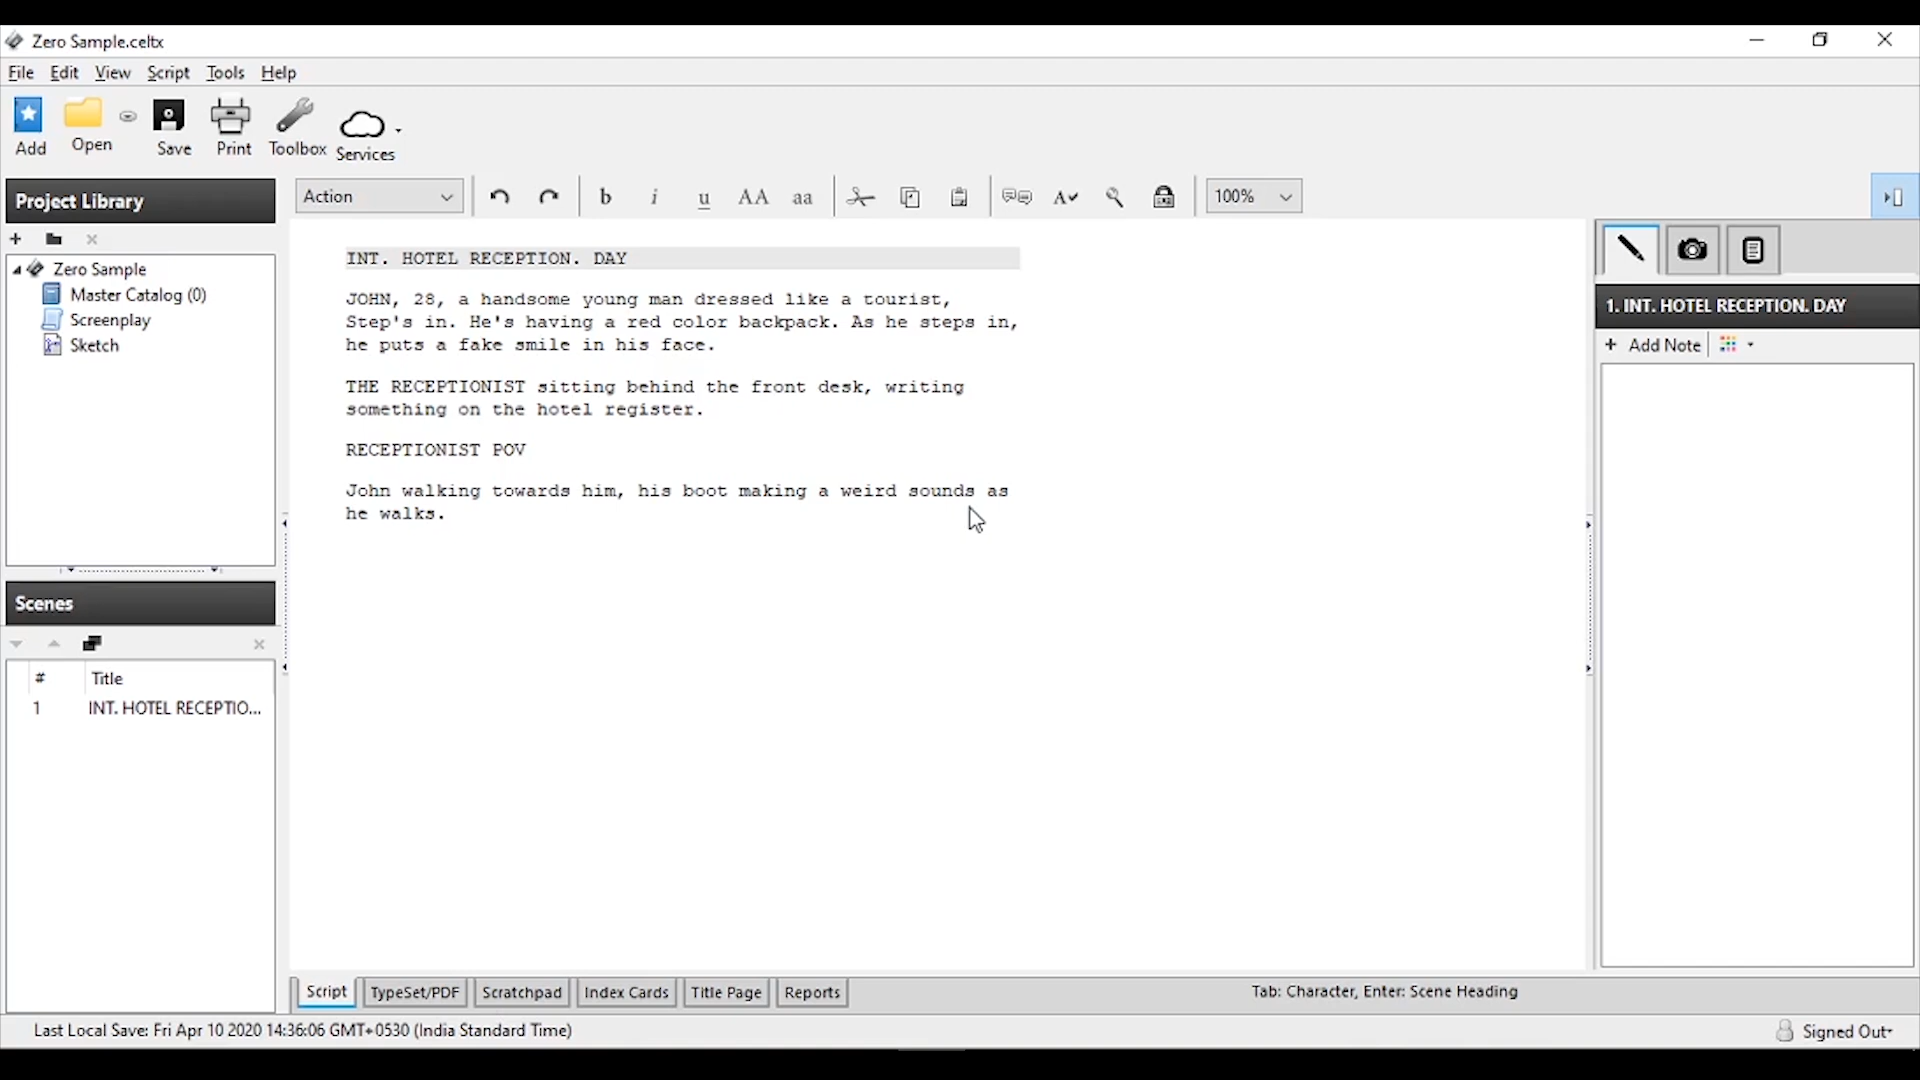 Zero Sample.celtx
File Edit View Script Tools Help
Add Open Save Print Toolbox Services
Project Library
Action
b i u AA aa
100%
Zero Sample
Master Catalog (0)
Screenplay
Sketch
INT. HOTEL RECEPTION. DAY
JOHN, 28, a handsome young man dressed like a tourist,
Step's in. He's having a red color backpack. As he steps in,
he puts a fake smile in his face.
THE RECEPTIONIST sitting behind the front desk, writing
something on the hotel register.
RECEPTIONIST POV
John walking towards him, his boot making a weird sounds as
he walks.
1. INT. HOTEL RECEPTION. DAY
+ Add Note
Scenes
# Title
1 INT. HOTEL RECEPTIO...
Script TypeSet/PDF Scratchpad Index Cards Title Page Reports
Tab: Character, Enter: Scene Heading
Last Local Save: Fri Apr 10 2020 14:36:06 GMT+0530 (India Standard Time)
Signed Out